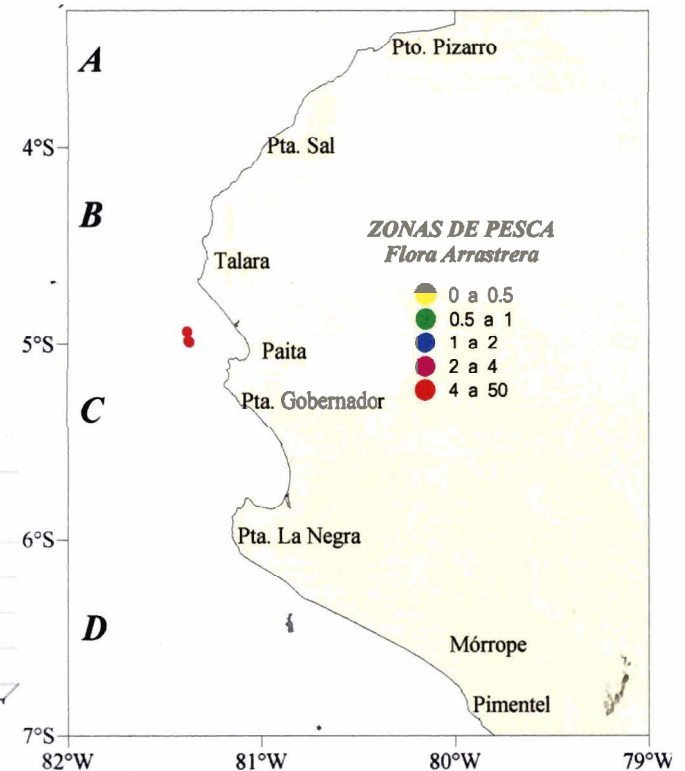 A
Pto. Pizarro
4°S
Pta. Sal
B
ZONAS DE PESCA
Flora Arrastrera
Talara
0 a 0.5
0.5 a 1
1 a 2
2 a 4
4 a 50
5°S
Paita
C
Pta. Gobernador
6°S
Pta. La Negra
D
Mórrope
Pimentel
7°S
82°W 81°W 80°W 79°W